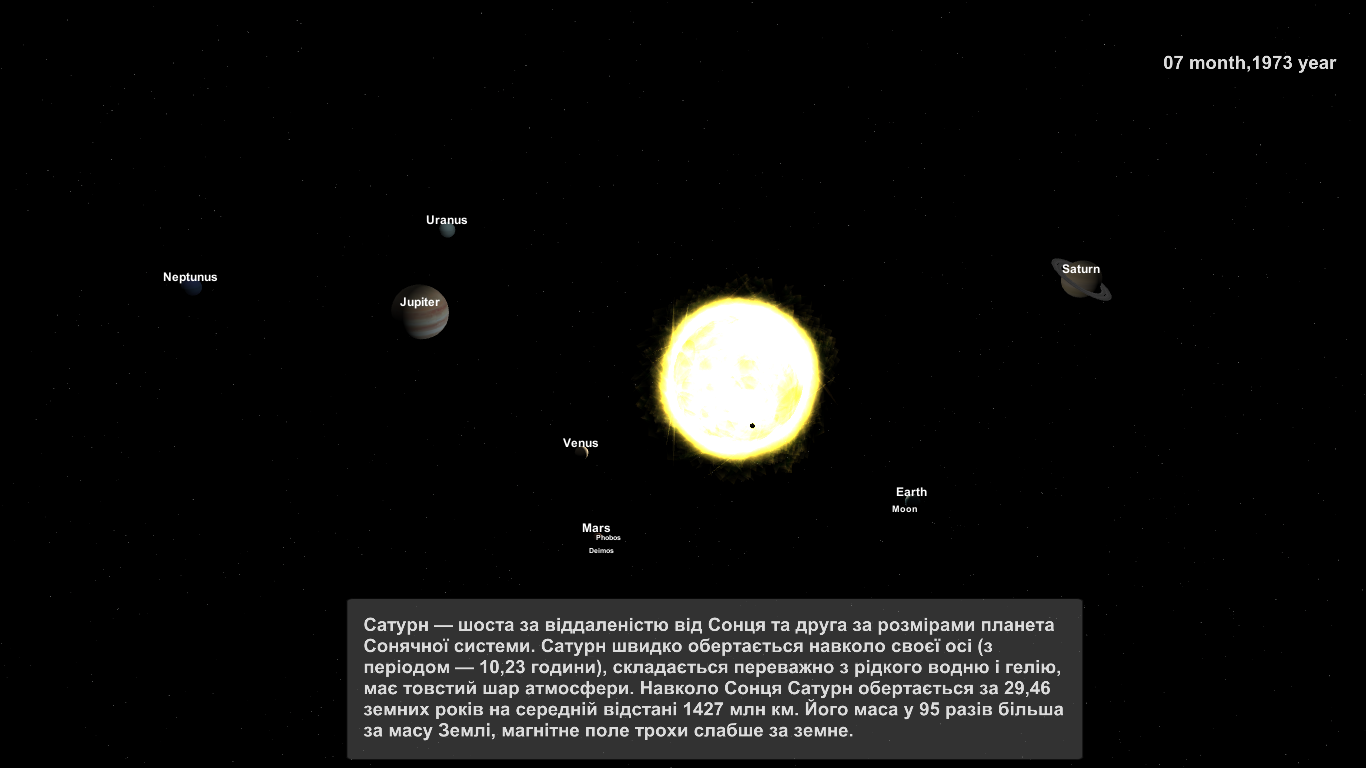 07 month,1973 year
Uranus
Neptunus
Saturn
Jupiter
Venus
Earth
Moon
Mars
Phobos
Deimos
Сатурн — шоста за віддаленістю від Сонця та друга за розмірами планета
Сонячної системи. Сатурн швидко обертається навколо своєї осі (з
періодом — 10,23 години), складається переважно з рідкого водню і гелію,
має товстий шар атмосфери. Навколо Сонця Сатурн обертається за 29,46
земних років на середній відстані 1427 млн км. Його маса у 95 разів більша
за масу Землі, магнітне поле трохи слабше за земне.